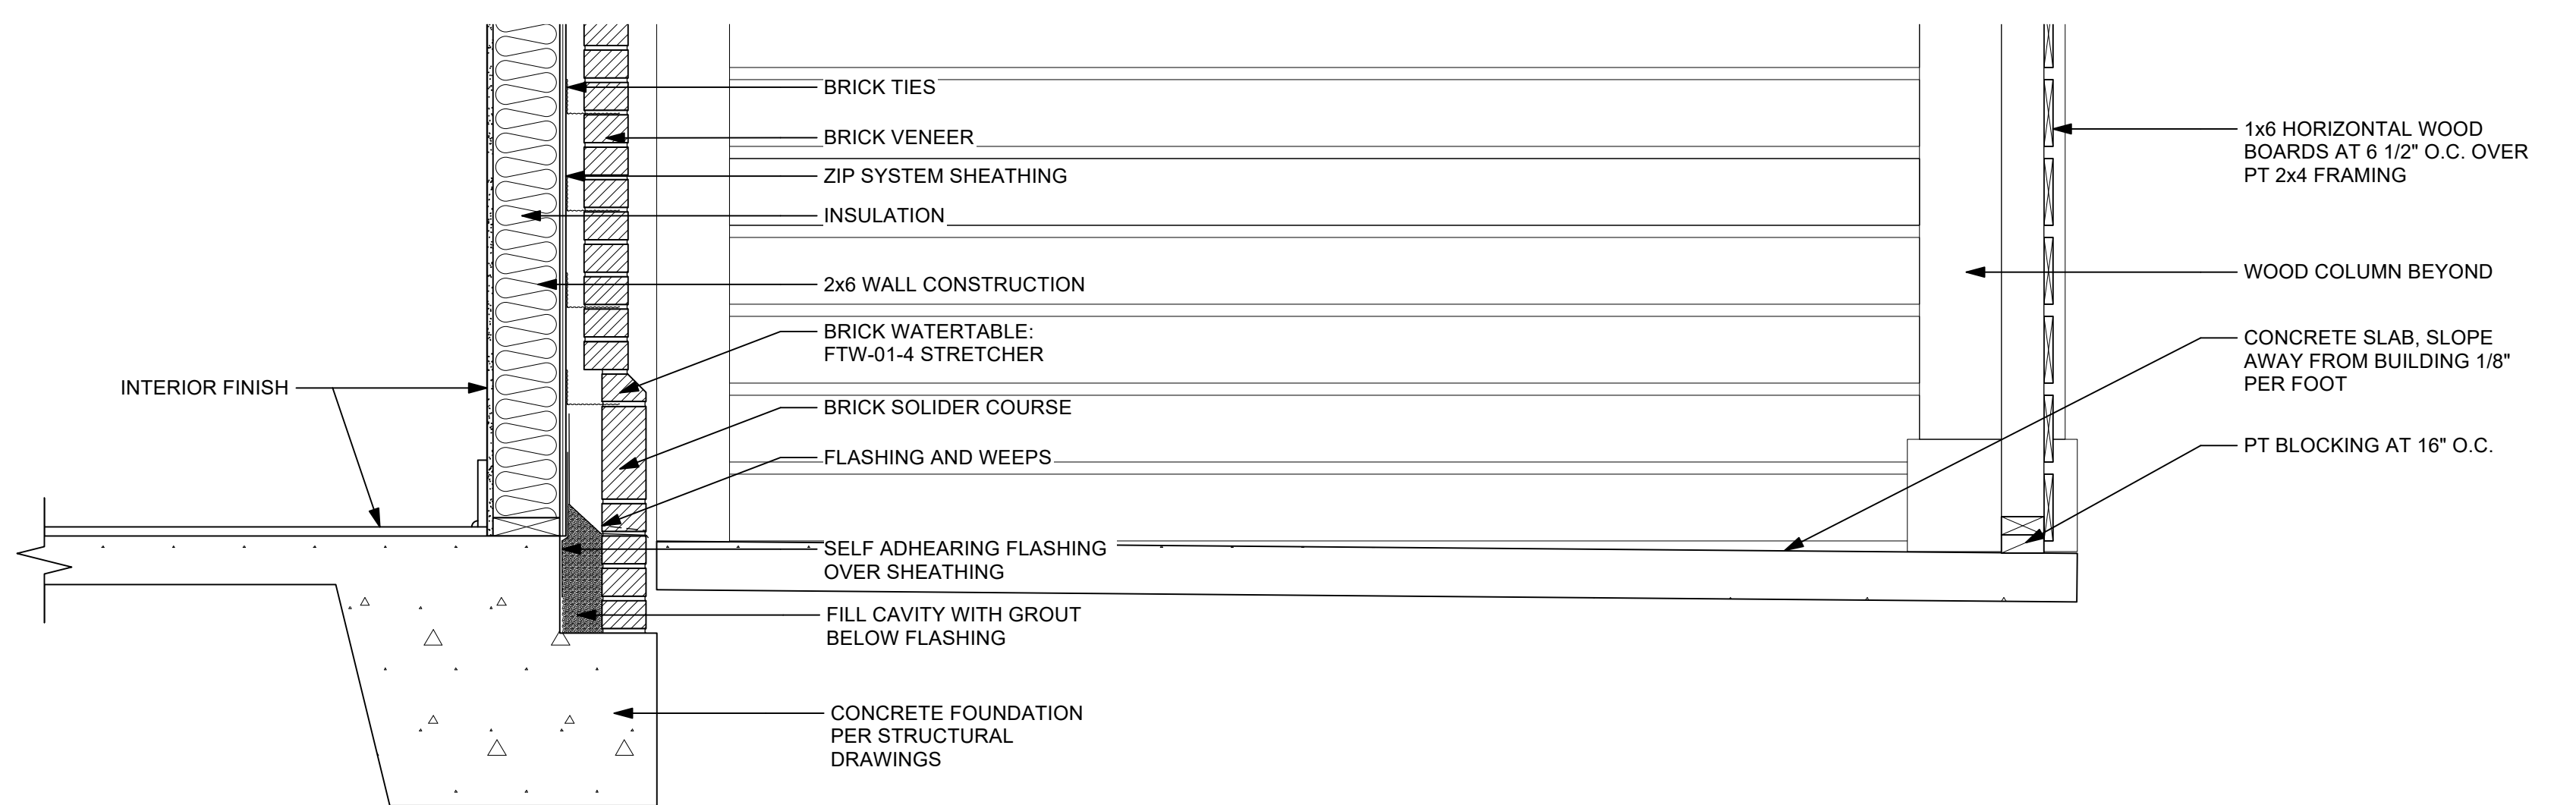 INTERIOR FINISH
BRICK TIES
BRICK VENEER
ZIP SYSTEM SHEATHING
INSULATION
2x6 WALL CONSTRUCTION
BRICK WATERTABLE:
FTW-01-4 STRETCHER
BRICK SOLIDER COURSE
FLASHING AND WEEPS
SELF ADHEARING FLASHING
OVER SHEATHING
FILL CAVITY WITH GROUT
BELOW FLASHING
CONCRETE FOUNDATION
PER STRUCTURAL
DRAWINGS
1x6 HORIZONTAL WOOD
BOARDS AT 6 1/2" O.C. OVER
PT 2x4 FRAMING
WOOD COLUMN BEYOND
CONCRETE SLAB, SLOPE
AWAY FROM BUILDING 1/8"
PER FOOT
PT BLOCKING AT 16" O.C.